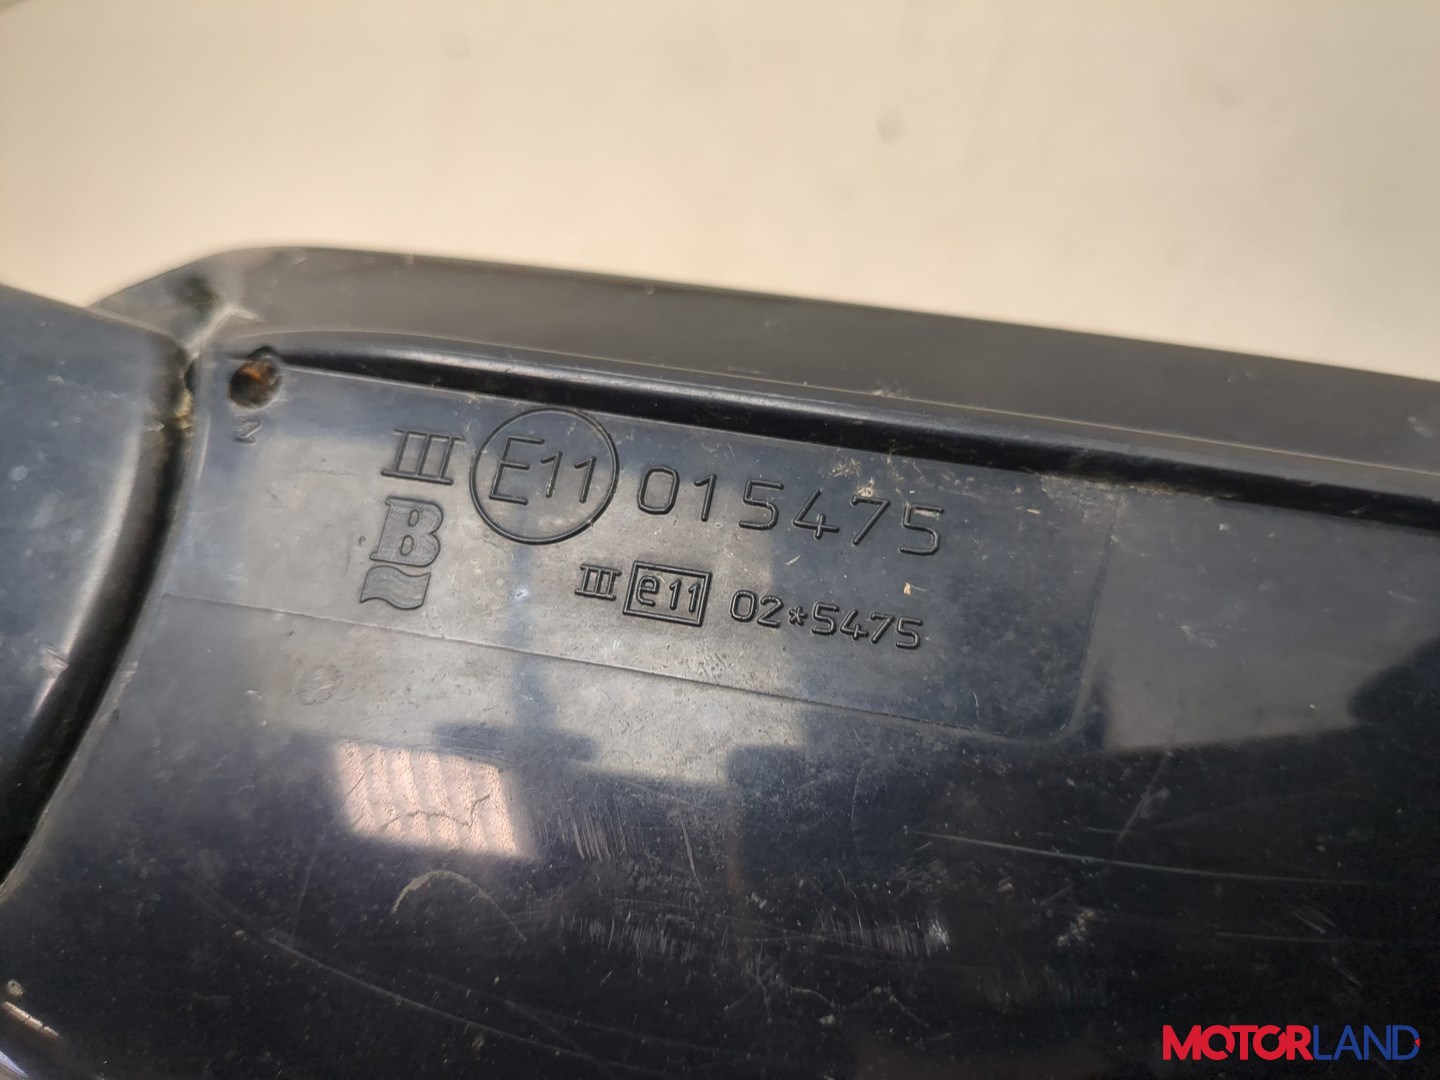 III E11 015475
B
III e11 02*5475
MOTORLAND